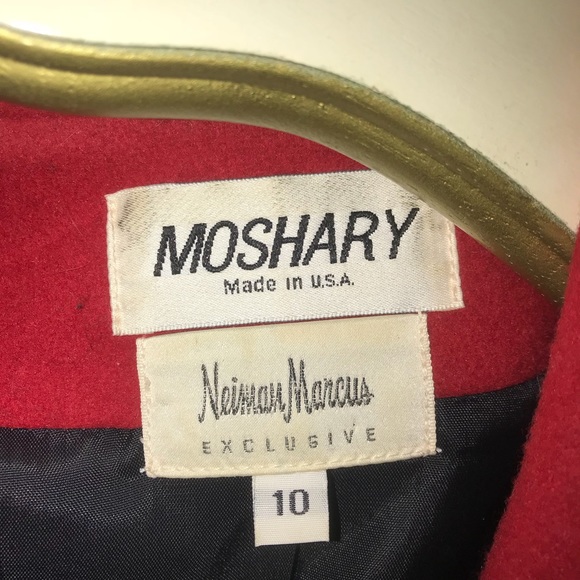 MOSHARY
Made in U.S.A.
Neiman Marcus
EXCLUSIVE
10